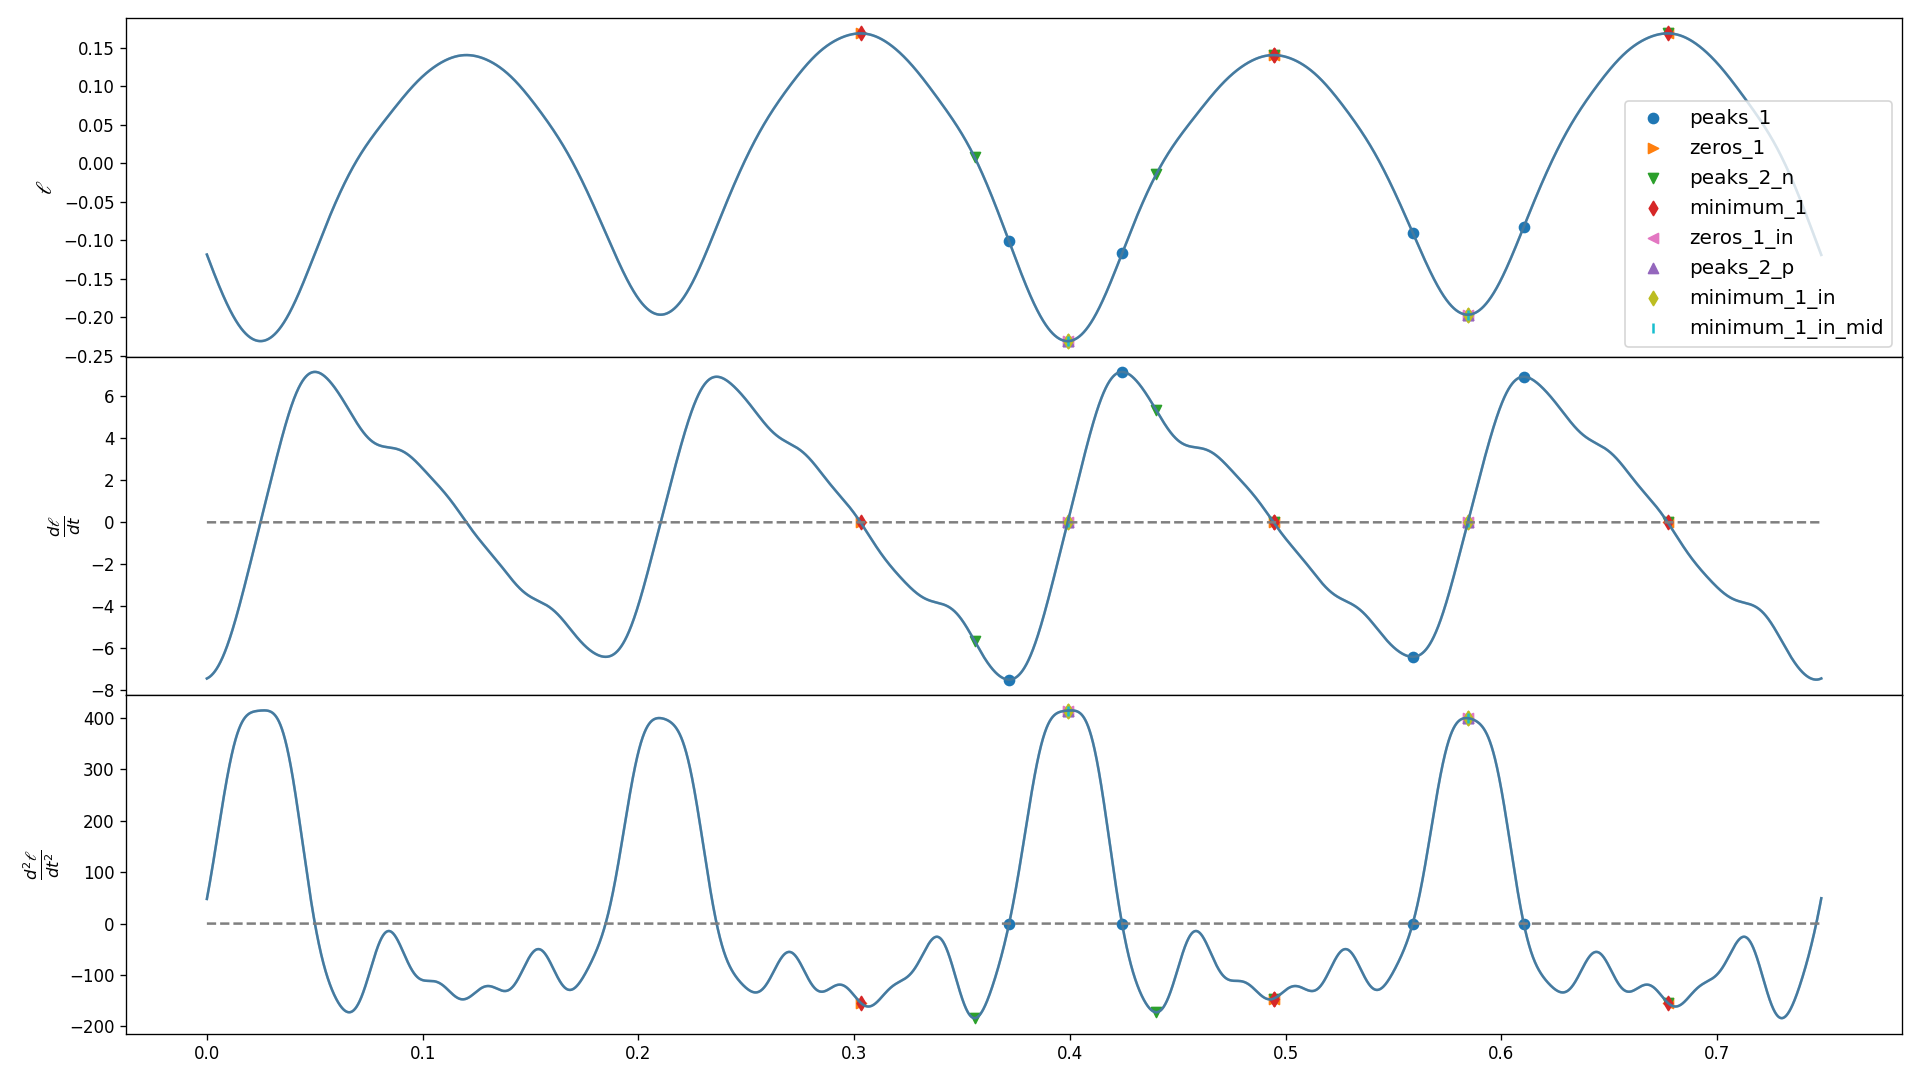 0.15
0.10
0.05
0.00
−0.05
−0.10
−0.15
−0.20
−0.25
ℓ
peaks_1
zeros_1
peaks_2_n
minimum_1
zeros_1_in
peaks_2_p
minimum_1_in
minimum_1_in_mid
6
4
2
0
−2
−4
−6
−8
dℓ
dt
400
300
200
100
0
−100
−200
d²ℓ
dt²
0.0 0.1 0.2 0.3 0.4 0.5 0.6 0.7